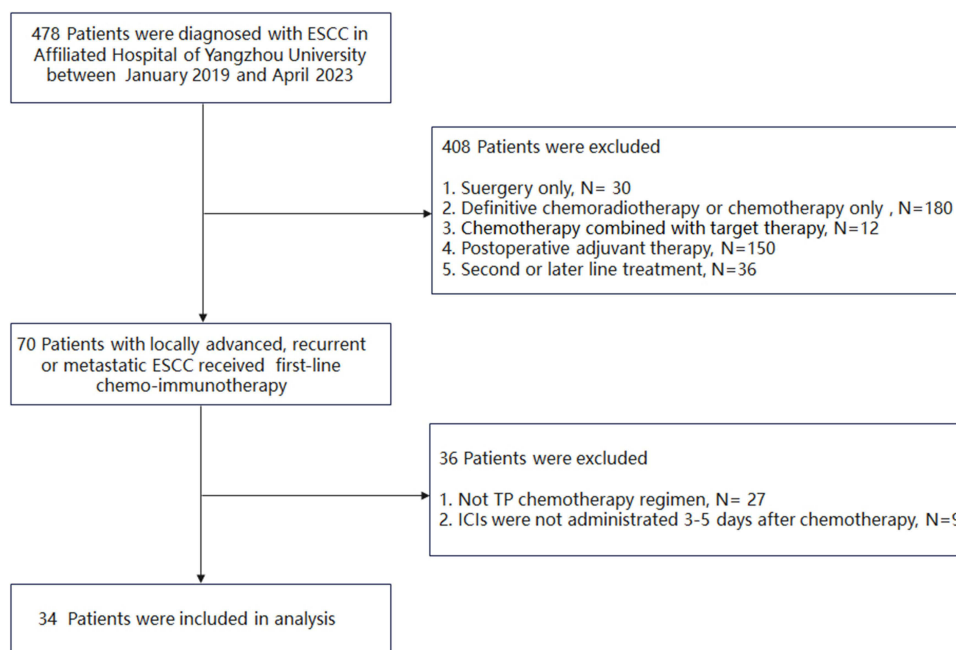 478 Patients were diagnosed with ESCC in
Affiliated Hospital of Yangzhou University
between January 2019 and April 2023
408 Patients were excluded
1. Suergery only, N= 30
2. Definitive chemoradiotherapy or chemotherapy only , N=180
3. Chemotherapy combined with target therapy, N=12
4. Postoperative adjuvant therapy, N=150
5. Second or later line treatment, N=36
70 Patients with locally advanced, recurrent
or metastatic ESCC received first-line
chemo-immunotherapy
36 Patients were excluded
1. Not TP chemotherapy regimen, N= 27
2. ICIs were not administrated 3-5 days after chemotherapy, N=9
34 Patients were included in analysis